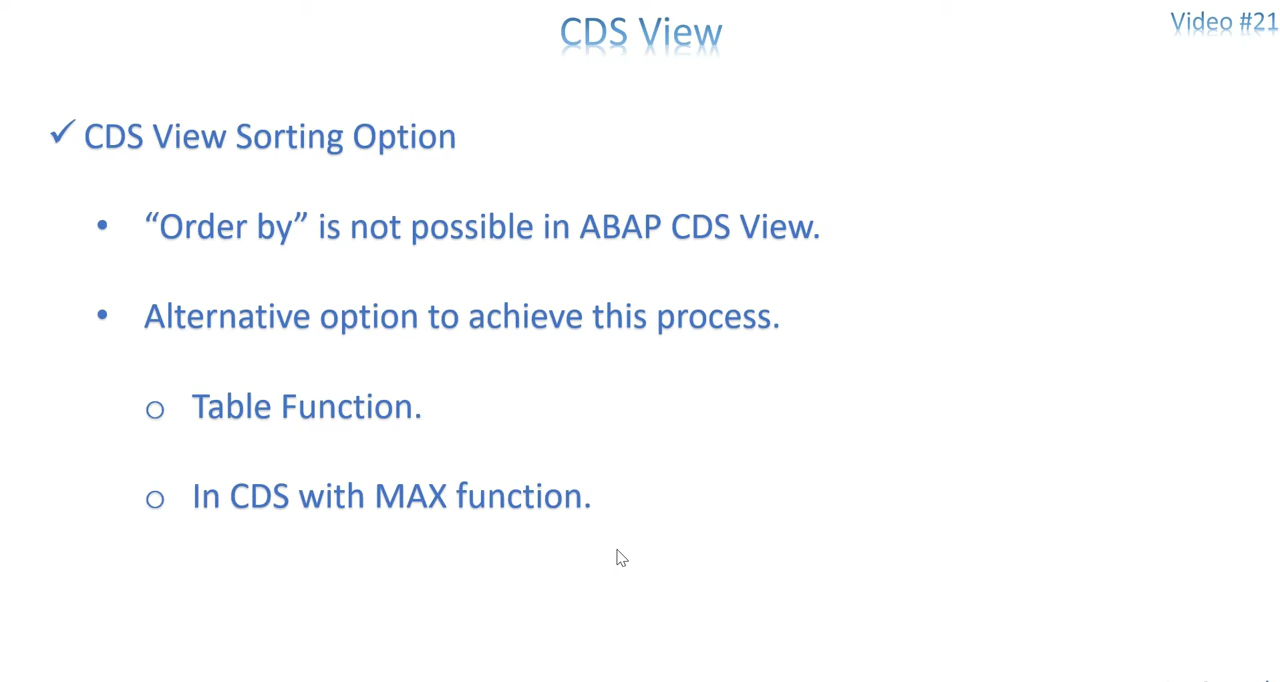 CDS View
Video #21
✓ CDS View Sorting Option
• “Order by” is not possible in ABAP CDS View.
• Alternative option to achieve this process.
o Table Function.
o In CDS with MAX function.